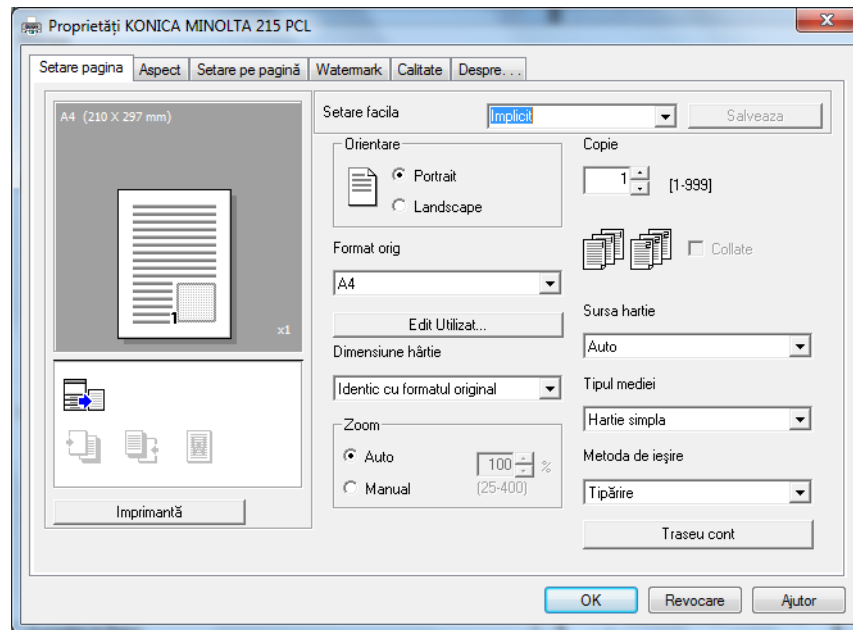 Proprietăți KONICA MINOLTA 215 PCL
x
Setare pagina Aspect Setare pe pagină Watermark Calitate Despre. . .
A4 (210 X 297 mm)
1
x1
Imprimantă
Setare facila Implicit Salveaza
Orientare
Portrait
Landscape
Format orig
A4
Edit Utilizat...
Dimensiune hârtie
Identic cu formatul original
Zoom
Auto
Manual
100 %
(25-400)
Copie
1 [1-999]
Collate
Sursa hartie
Auto
Tipul mediei
Hartie simpla
Metoda de ieşire
Tipărire
Traseu cont
OK Revocare Ajutor